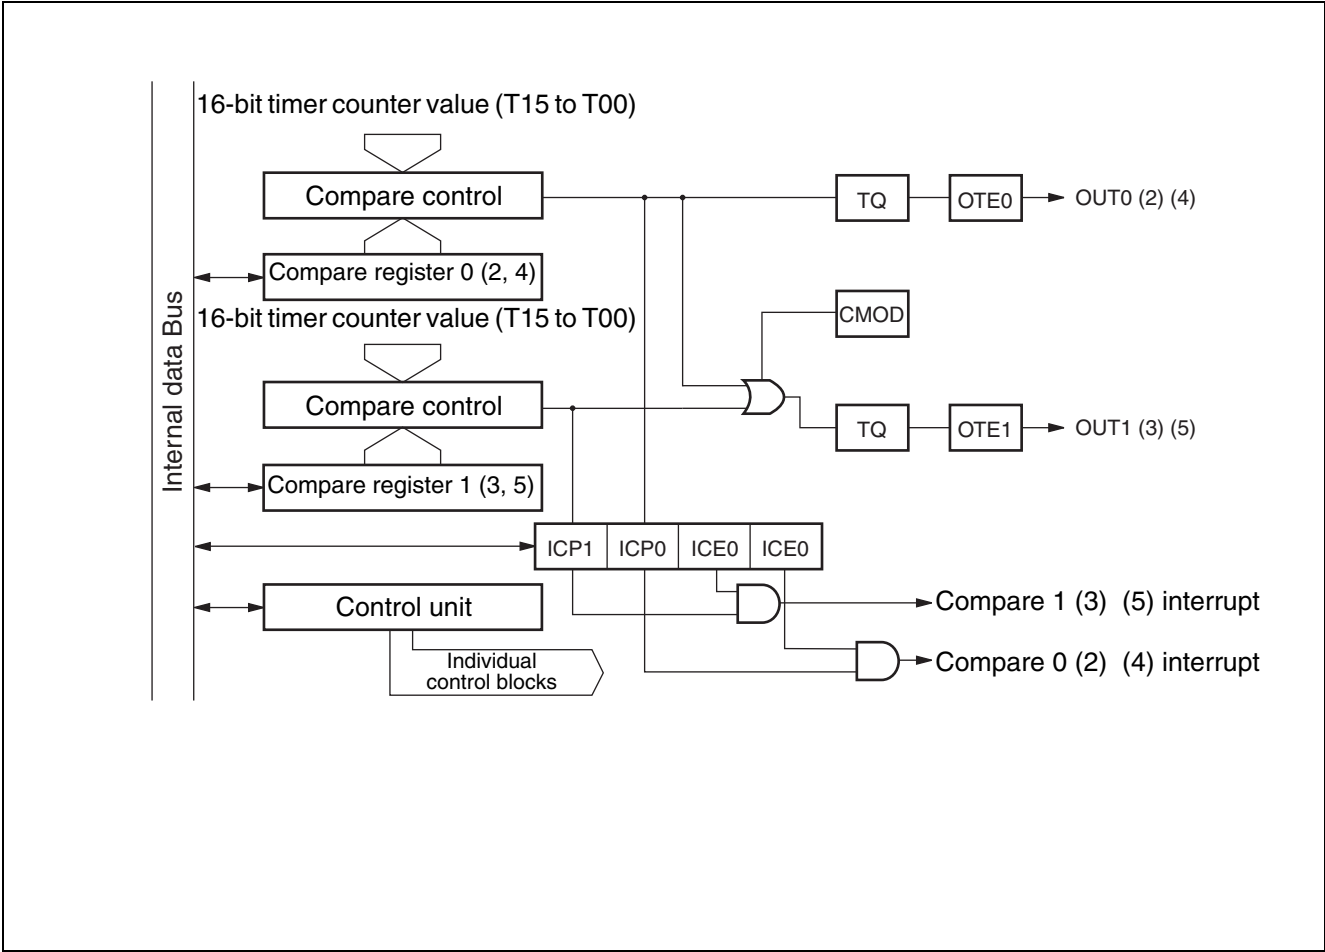 16-bit timer counter value (T15 to T00)
Compare control
TQ
OTE0
OUT0 (2) (4)
Compare register 0 (2, 4)
Internal data Bus
16-bit timer counter value (T15 to T00)
CMOD
Compare control
TQ
OTE1
OUT1 (3) (5)
Compare register 1 (3, 5)
ICP1
ICP0
ICE0
ICE0
Control unit
Compare 1 (3) (5) interrupt
Individual
control blocks
Compare 0 (2) (4) interrupt